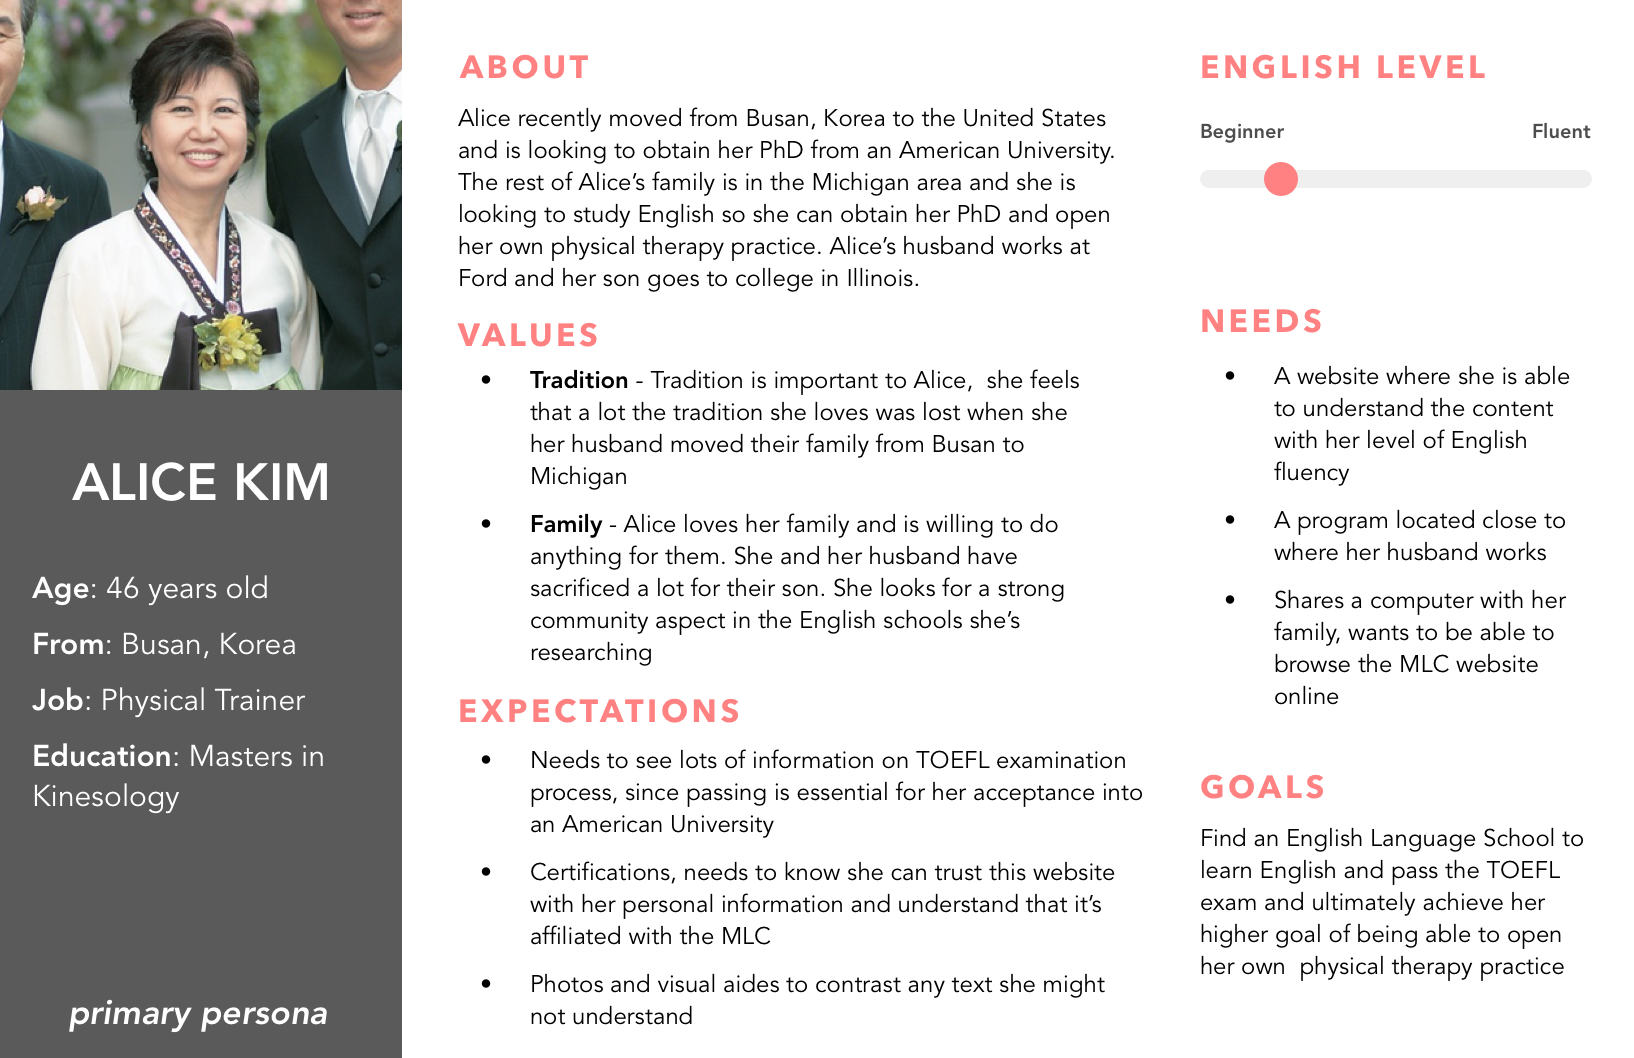 ALICE KIM
Age: 46 years old
From: Busan, Korea
Job: Physical Trainer
Education: Masters in
Kinesology
primary persona
ABOUT
Alice recently moved from Busan, Korea to the United States
and is looking to obtain her PhD from an American University.
The rest of Alice’s family is in the Michigan area and she is
looking to study English so she can obtain her PhD and open
her own physical therapy practice. Alice’s husband works at
Ford and her son goes to college in Illinois.
VALUES
• Tradition - Tradition is important to Alice,  she feels
that a lot the tradition she loves was lost when she
her husband moved their family from Busan to
Michigan
• Family - Alice loves her family and is willing to do
anything for them. She and her husband have
sacrificed a lot for their son. She looks for a strong
community aspect in the English schools she’s
researching
EXPECTATIONS
• Needs to see lots of information on TOEFL examination
process, since passing is essential for her acceptance into
an American University
• Certifications, needs to know she can trust this website
with her personal information and understand that it’s
affiliated with the MLC
• Photos and visual aides to contrast any text she might
not understand
ENGLISH LEVEL
Beginner Fluent
NEEDS
• A website where she is able
to understand the content
with her level of English
fluency
• A program located close to
where her husband works
• Shares a computer with her
family, wants to be able to
browse the MLC website
online
GOALS
Find an English Language School to
learn English and pass the TOEFL
exam and ultimately achieve her
higher goal of being able to open
her own  physical therapy practice